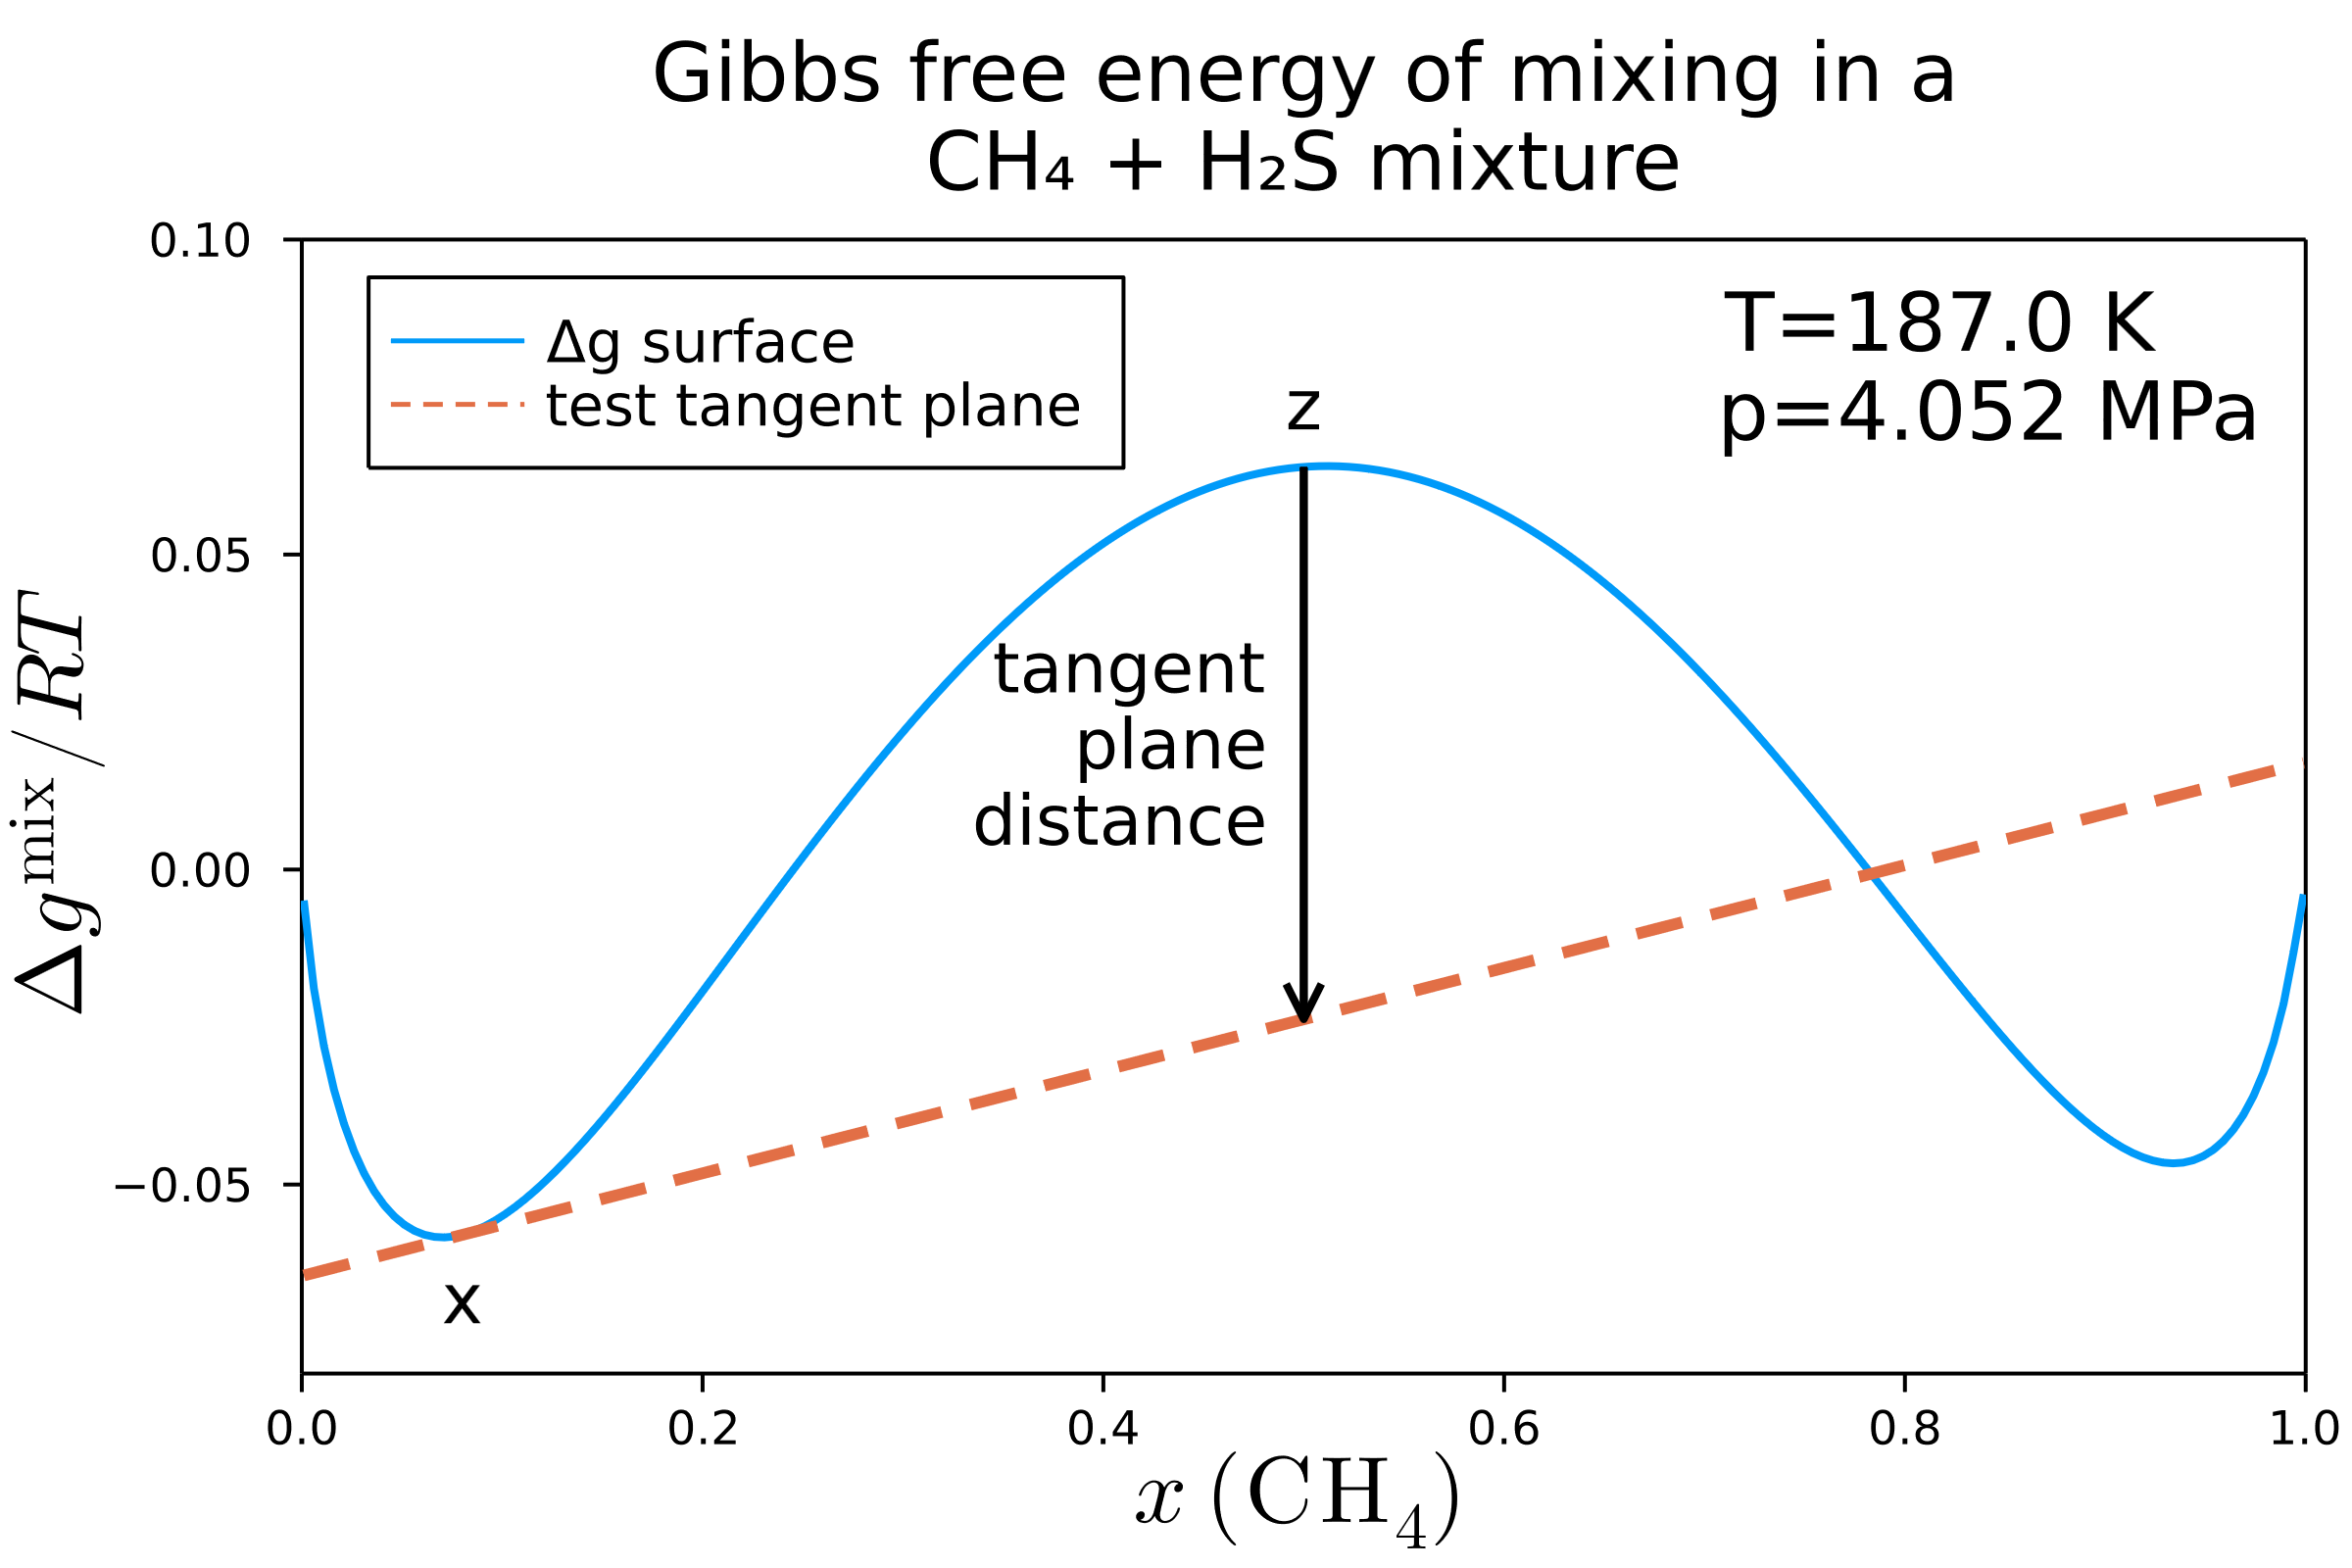 Gibbs free energy of mixing in a
CH₄ + H₂S mixture
0.10
0.05
0.00
−0.05
Δg^mix / RT
Δg surface
test tangent plane
T=187.0 K
p=4.052 MPa
z
tangent
plane
distance
x
0.0 0.2 0.4 0.6 0.8 1.0
x (CH₄)